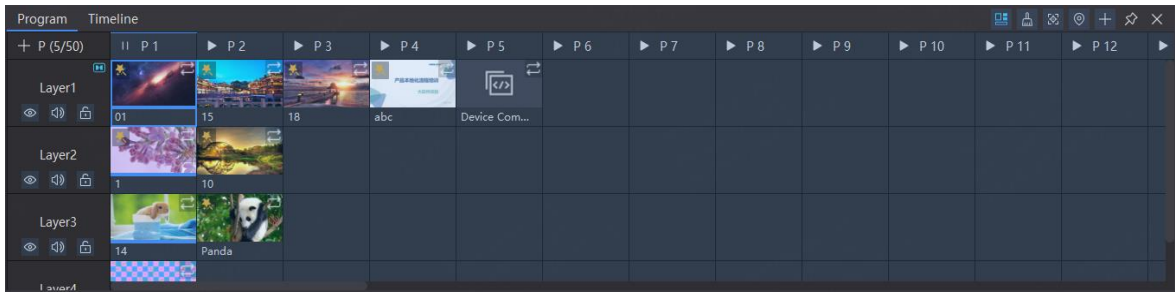 Program Timeline
P (5/50) P 1 P 2 P 3 P 4 P 5 P 6 P 7 P 8 P 9 P 10 P 11 P 12
Layer1
01 15 18 abc Device Com...
Layer2
1 10
Layer3
14 Panda
Layer4